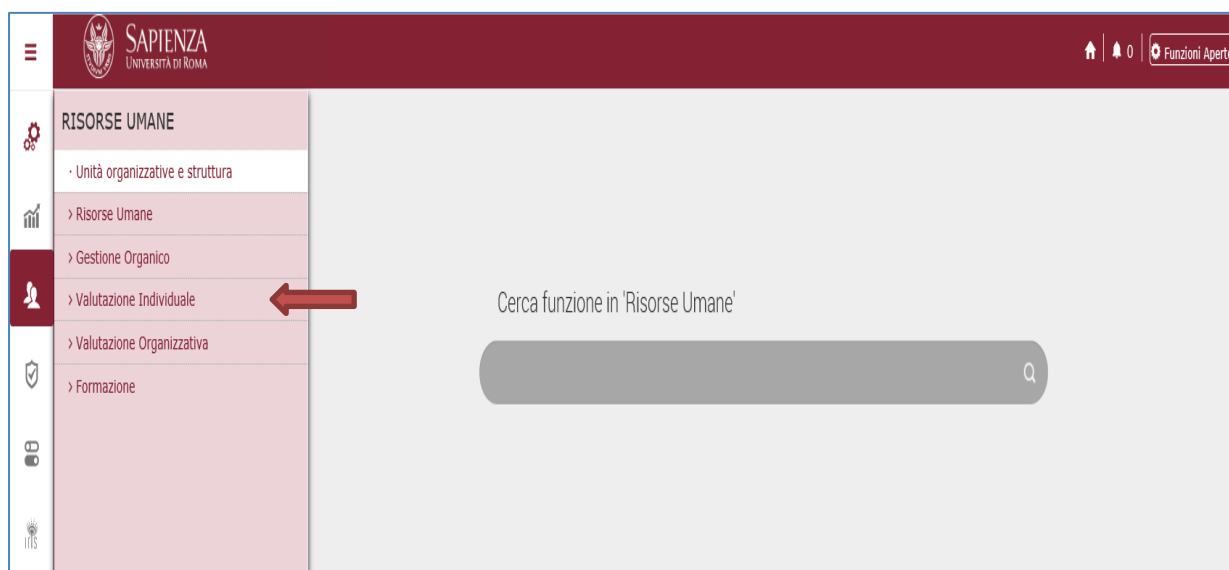 SAPIENZA
UNIVERSITÀ DI ROMA
0
Funzioni Aperte
RISORSE UMANE
· Unità organizzative e struttura
> Risorse Umane
> Gestione Organico
> Valutazione Individuale
> Valutazione Organizzativa
> Formazione
Cerca funzione in 'Risorse Umane'
IRIS